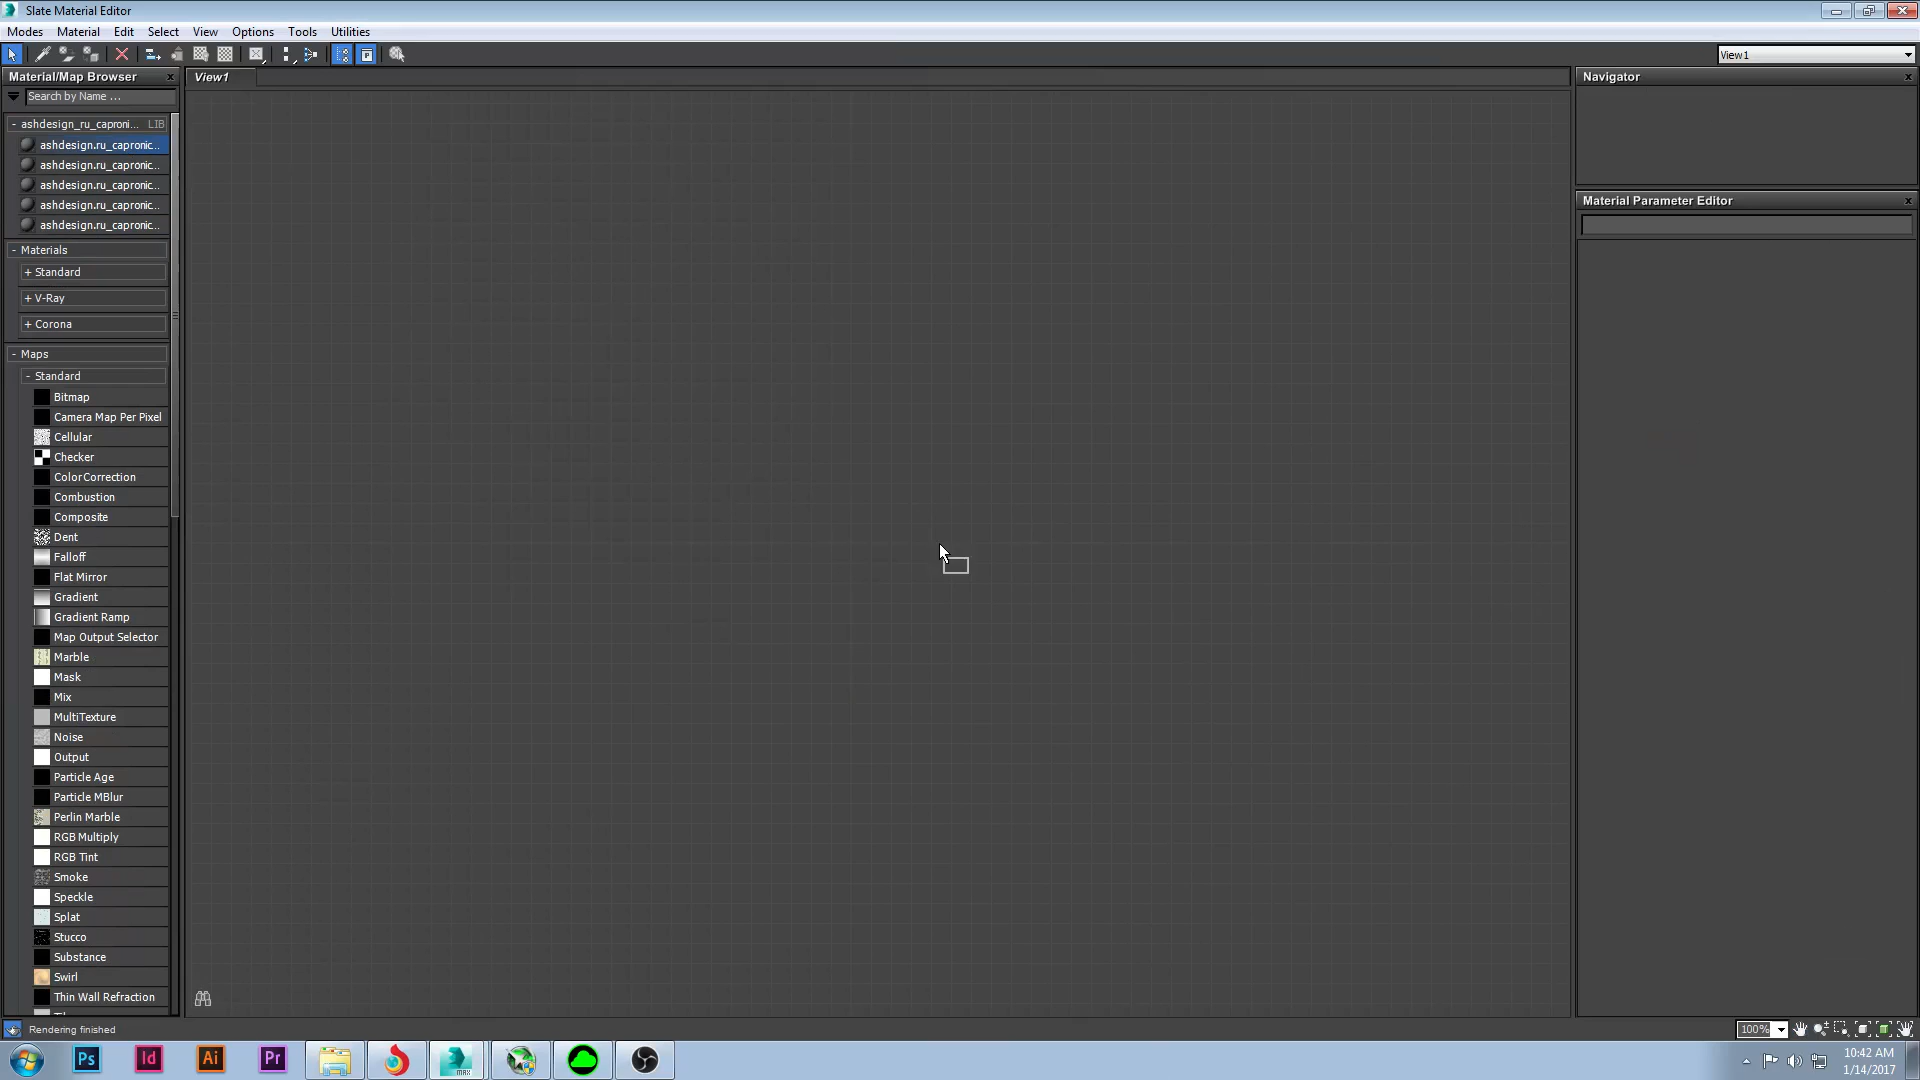 Slate Material Editor
Modes Material Edit Select View Options Tools Utilities
View1
Material/Map Browser
View1
Navigator
Search by Name ...
- ashdesign_ru_caproni... LIB
ashdesign.ru_capronic...
ashdesign.ru_capronic...
ashdesign.ru_capronic...
ashdesign.ru_capronic...
ashdesign.ru_capronic...
Material Parameter Editor
- Materials
+ Standard
+ V-Ray
+ Corona
- Maps
- Standard
Bitmap
Camera Map Per Pixel
Cellular
Checker
Color Correction
Combustion
Composite
Dent
Falloff
Flat Mirror
Gradient
Gradient Ramp
Map Output Selector
Marble
Mask
Mix
MultiTexture
Noise
Output
Particle Age
Particle MBlur
Perlin Marble
RGB Multiply
RGB Tint
Smoke
Speckle
Splat
Stucco
Substance
Swirl
Thin Wall Refraction
Rendering finished
100%
Ps Id Ai Pr MAX
10:42 AM
1/14/2017